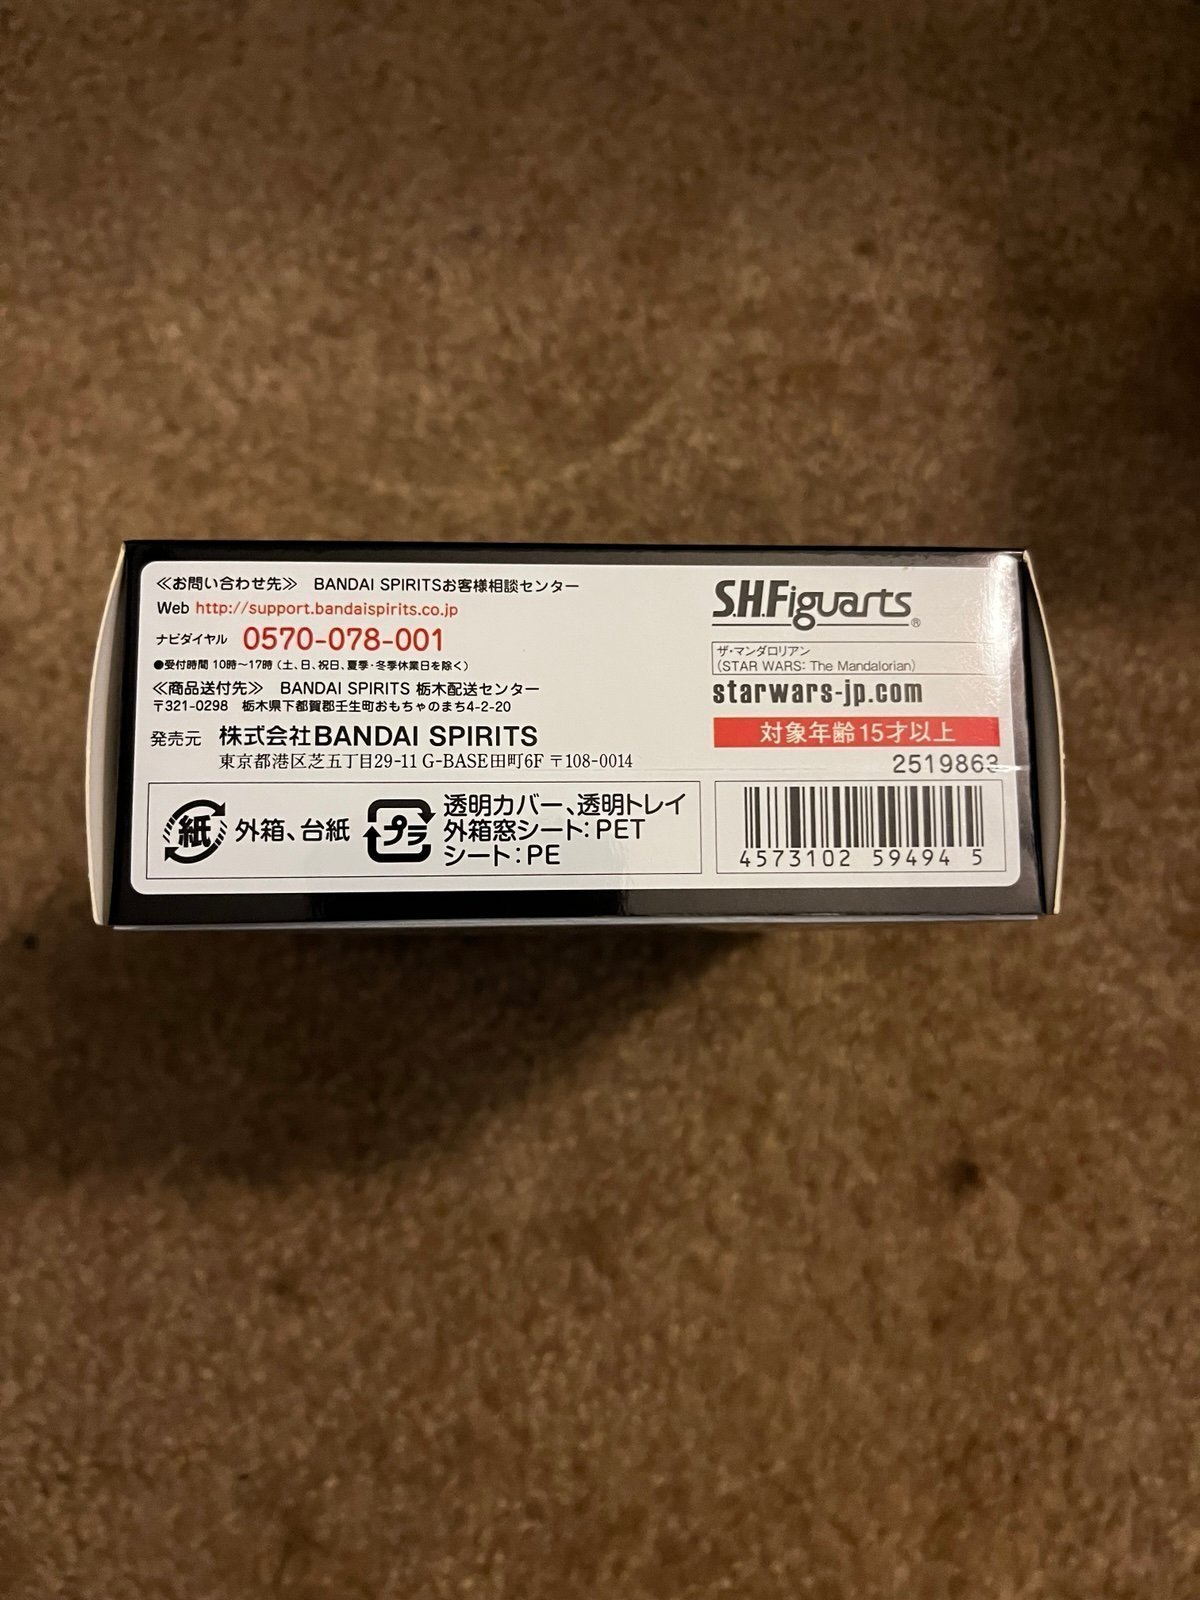 ≪お問い合わせ先≫ BANDAI SPIRITSお客様相談センター
Web http://support.bandaispirits.co.jp
ナビダイヤル 0570-078-001
●受付時間 10時〜17時(土、日、祝日、夏季・冬季休業日を除く)
≪商品送付先≫ BANDAI SPIRITS 栃木配送センター
〒321-0298 栃木県下都賀郡壬生町おもちゃのまち4-2-20
発売元 株式会社BANDAI SPIRITS
東京都港区芝五丁目29-11 G-BASE田町6F 〒108-0014
紙 外箱、台紙
プラ 透明カバー、透明トレイ
外箱窓シート:PET
シート:PE
S.H.Figuarts®
ザ・マンダロリアン
(STAR WARS: The Mandalorian)
starwars-jp.com
対象年齢15才以上
2519863
4573102 59494 5